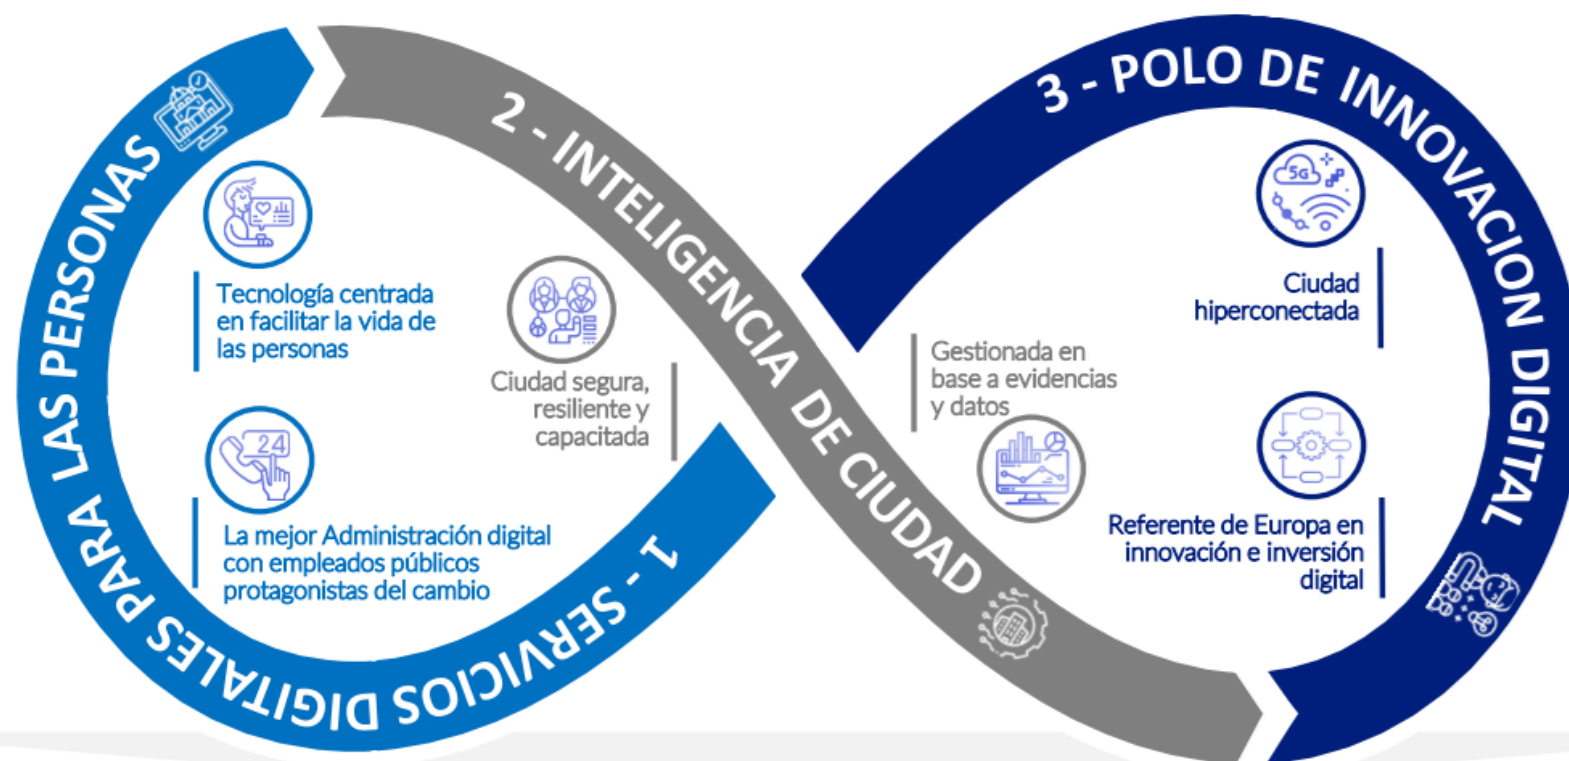 1 - SERVICIOS DIGITALES PARA LAS PERSONAS
Tecnología centrada
en facilitar la vida de
las personas
24
La mejor Administración digital
con empleados públicos
protagonistas del cambio
2 - INTELIGENCIA DE CIUDAD
Ciudad segura,
resiliente y
capacitada
Gestionada en
base a evidencias
y datos
3 - POLO DE INNOVACION DIGITAL
5G
Ciudad
hiperconectada
Referente de Europa en
innovación e inversión
digital